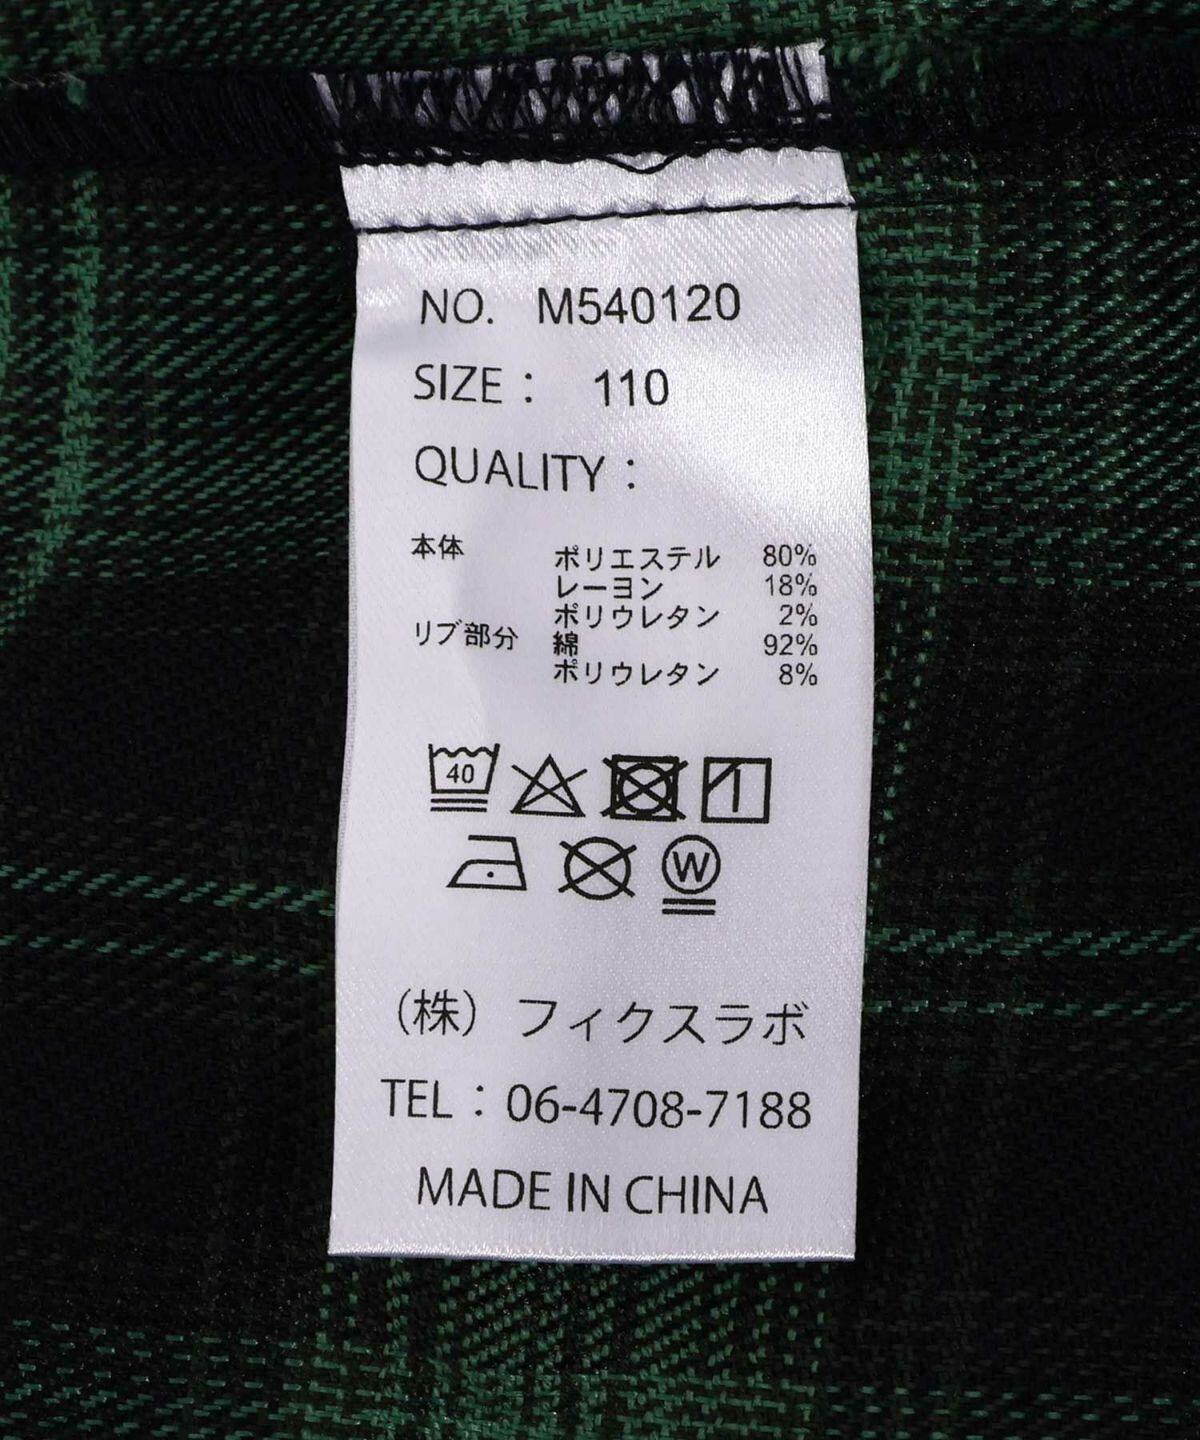 NO. M540120
SIZE： 110
QUALITY：
本体 ポリエステル 80%
レーヨン 18%
ポリウレタン 2%
リブ部分 綿 92%
ポリウレタン 8%
40
W
（株） フィクスラボ
TEL：06-4708-7188
MADE IN CHINA